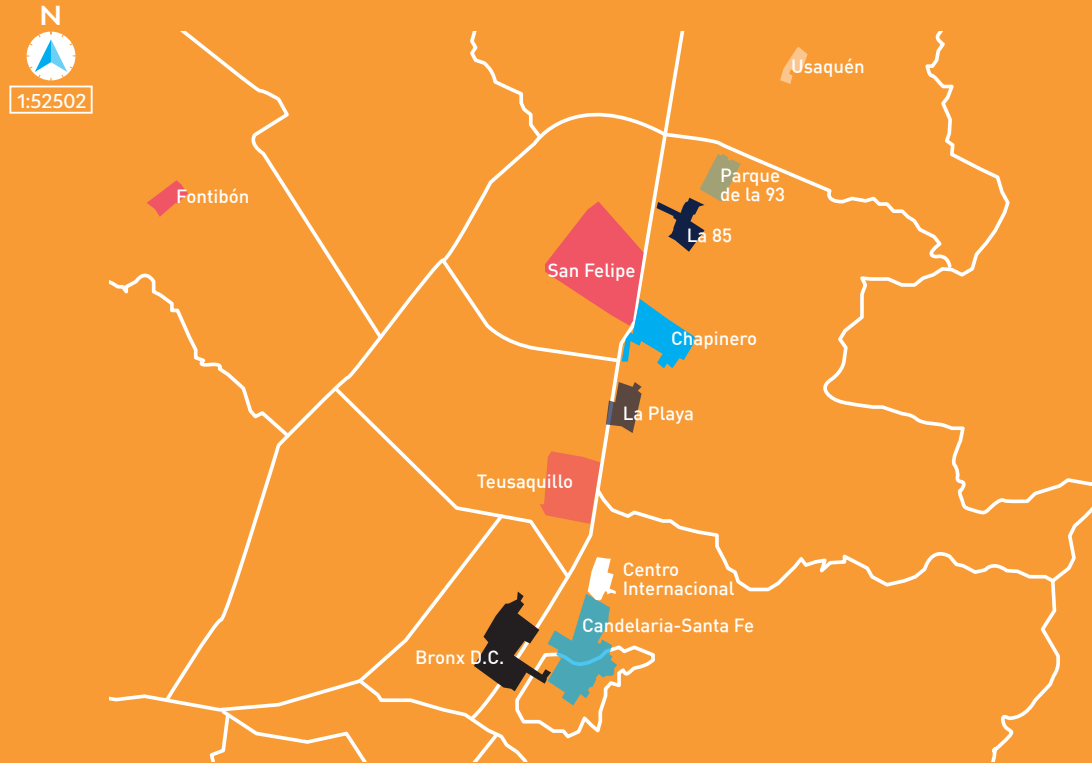 N
1:52502
Usaquén
Parque
de la 93
Fontibón
La 85
San Felipe
Chapinero
La Playa
Teusaquillo
Centro
Internacional
Candelaria-Santa Fe
Bronx D.C.